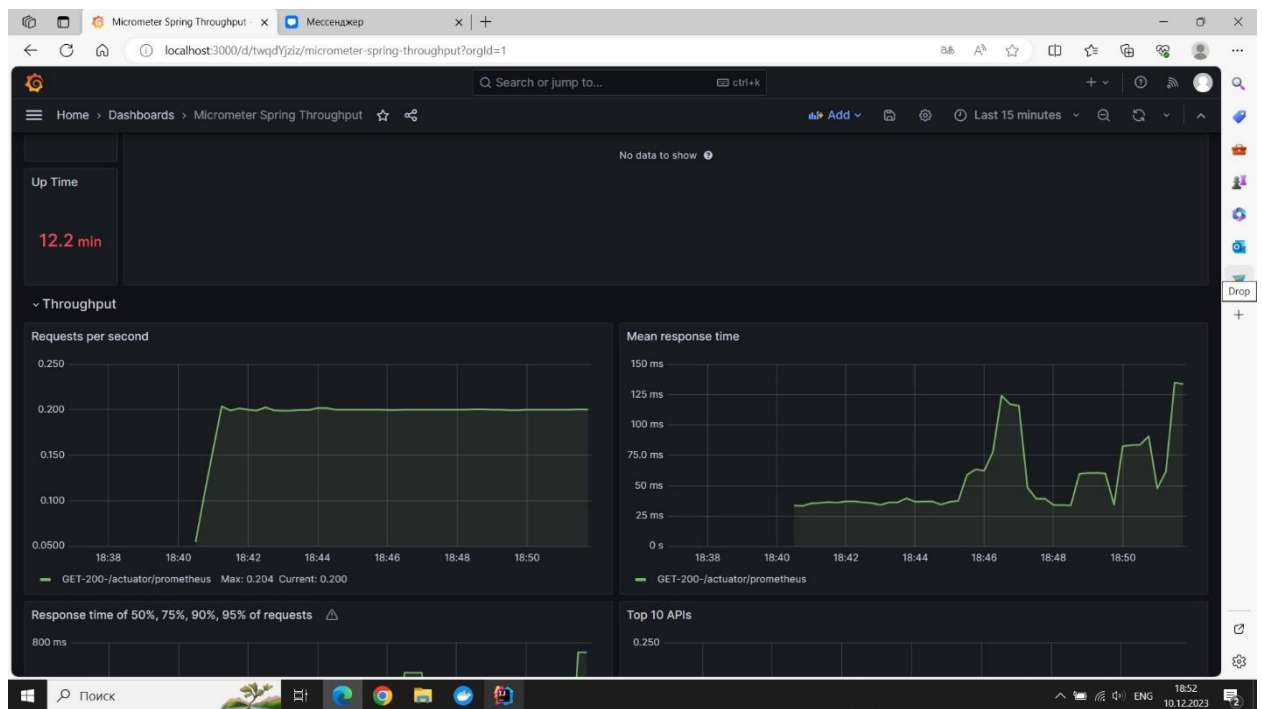 Micrometer Spring Throughput
Мессенджер
localhost:3000/d/twqdYjziz/micrometer-spring-throughput?orgId=1
Search or jump to...
ctrl+k
Home › Dashboards › Micrometer Spring Throughput
Add
Last 15 minutes
No data to show
Up Time
12.2 min
Drop
Throughput
Requests per second
0.250
0.200
0.150
0.100
0.0500
18:38 18:40 18:42 18:44 18:46 18:48 18:50
GET-200-/actuator/prometheus Max: 0.204 Current: 0.200
Mean response time
150 ms
125 ms
100 ms
75.0 ms
50 ms
25 ms
0 s
18:38 18:40 18:42 18:44 18:46 18:48 18:50
GET-200-/actuator/prometheus
Response time of 50%, 75%, 90%, 95% of requests
800 ms
Top 10 APIs
0.250
Поиск
ENG
18:52
10.12.2023
2